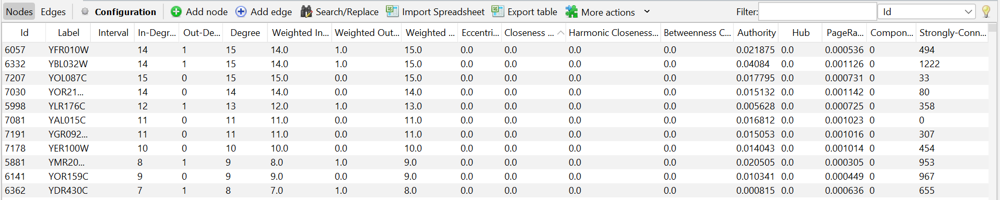 Nodes Edges Configuration Add node Add edge Search/Replace Import Spreadsheet Export table More actions Filter: Id
Id Label Interval In-Degr... Out-De... Degree Weighted In... Weighted Out... Weighted ... Eccentri... Closeness ... Harmonic Closeness... Betweenness C... Authority Hub PageRa... Compon... Strongly-Conn...
6057 YFR010W 14 1 15 14.0 1.0 15.0 0.0 0.0 0.0 0.0 0.021875 0.0 0.000536 0 494
6332 YBL032W 14 1 15 14.0 1.0 15.0 0.0 0.0 0.0 0.0 0.04084 0.0 0.001126 0 1222
7207 YOL087C 15 0 15 15.0 0.0 15.0 0.0 0.0 0.0 0.0 0.017795 0.0 0.000731 0 33
7030 YOR21... 14 0 14 14.0 0.0 14.0 0.0 0.0 0.0 0.0 0.015132 0.0 0.001142 0 80
5998 YLR176C 12 1 13 12.0 1.0 13.0 0.0 0.0 0.0 0.0 0.005628 0.0 0.000725 0 358
7081 YAL015C 11 0 11 11.0 0.0 11.0 0.0 0.0 0.0 0.0 0.016812 0.0 0.001023 0 0
7191 YGR092... 11 0 11 11.0 0.0 11.0 0.0 0.0 0.0 0.0 0.015053 0.0 0.001016 0 307
7178 YER100W 10 0 10 10.0 0.0 10.0 0.0 0.0 0.0 0.0 0.014043 0.0 0.001014 0 454
5881 YMR20... 8 1 9 8.0 1.0 9.0 0.0 0.0 0.0 0.0 0.020505 0.0 0.000305 0 953
6141 YOR159C 9 0 9 9.0 0.0 9.0 0.0 0.0 0.0 0.0 0.010341 0.0 0.000449 0 967
6362 YDR430C 7 1 8 7.0 1.0 8.0 0.0 0.0 0.0 0.0 0.000815 0.0 0.000636 0 655